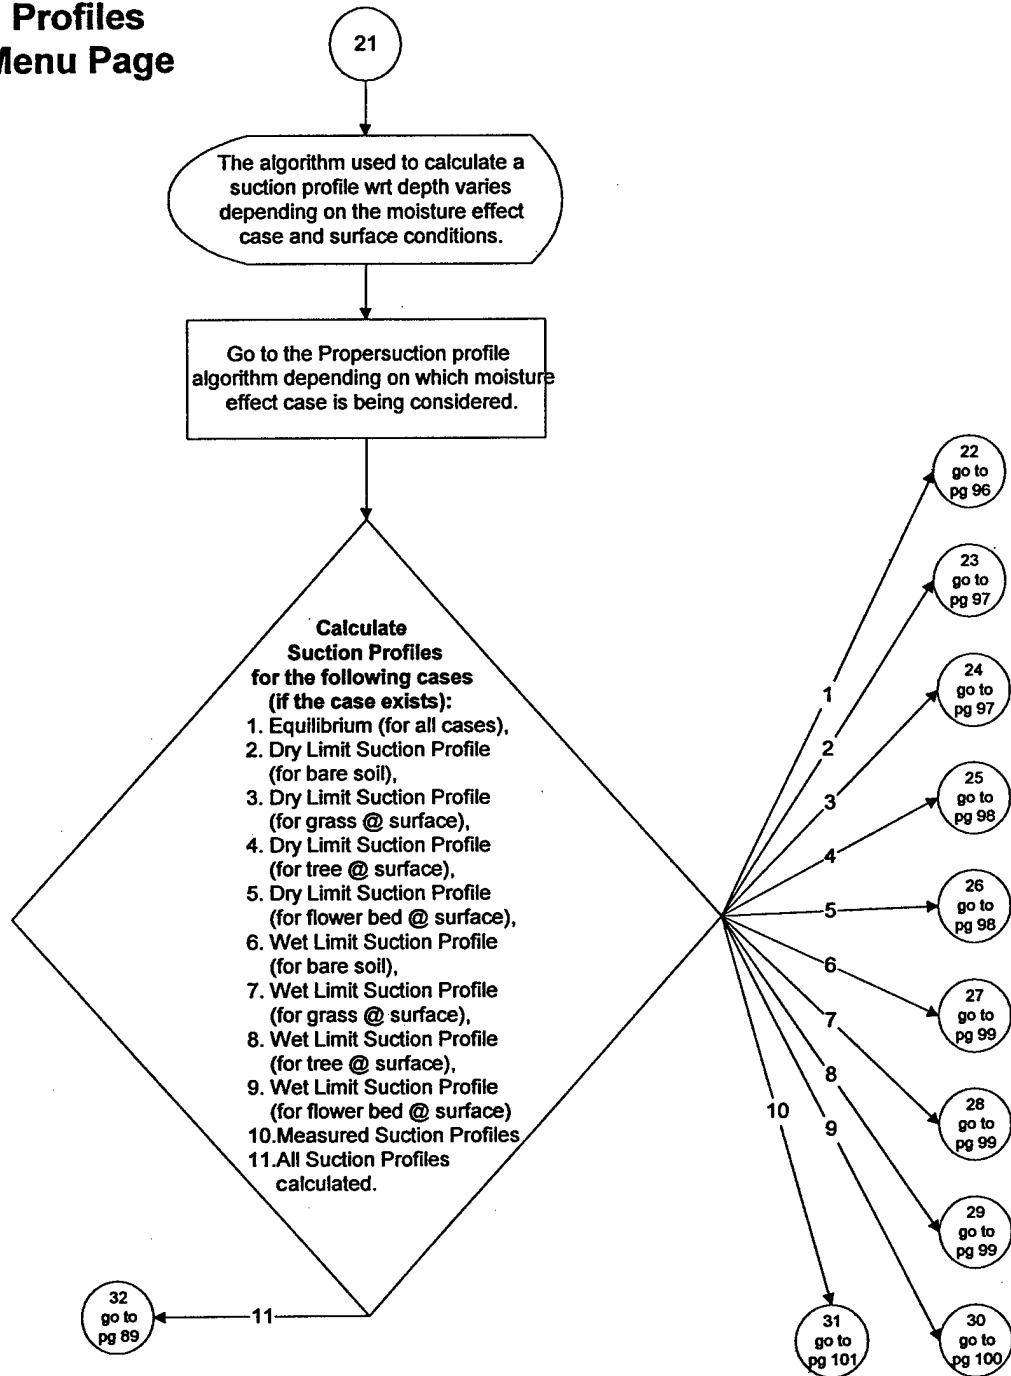 Profiles
Menu Page
21
The algorithm used to calculate a
suction profile wrt depth varies
depending on the moisture effect
case and surface conditions.
Go to the Propersuction profile
algorithm depending on which moisture
effect case is being considered.
Calculate
Suction Profiles
for the following cases
(if the case exists):
1. Equilibrium (for all cases),
2. Dry Limit Suction Profile
(for bare soil),
3. Dry Limit Suction Profile
(for grass @ surface),
4. Dry Limit Suction Profile
(for tree @ surface),
5. Dry Limit Suction Profile
(for flower bed @ surface),
6. Wet Limit Suction Profile
(for bare soil),
7. Wet Limit Suction Profile
(for grass @ surface),
8. Wet Limit Suction Profile
(for tree @ surface),
9. Wet Limit Suction Profile
(for flower bed @ surface)
10.Measured Suction Profiles
11.All Suction Profiles
calculated.
1
2
3
4
5
6
7
8
9
10
11
22
go to
pg 96
23
go to
pg 97
24
go to
pg 97
25
go to
pg 98
26
go to
pg 98
27
go to
pg 99
28
go to
pg 99
29
go to
pg 99
30
go to
pg 100
31
go to
pg 101
32
go to
pg 89